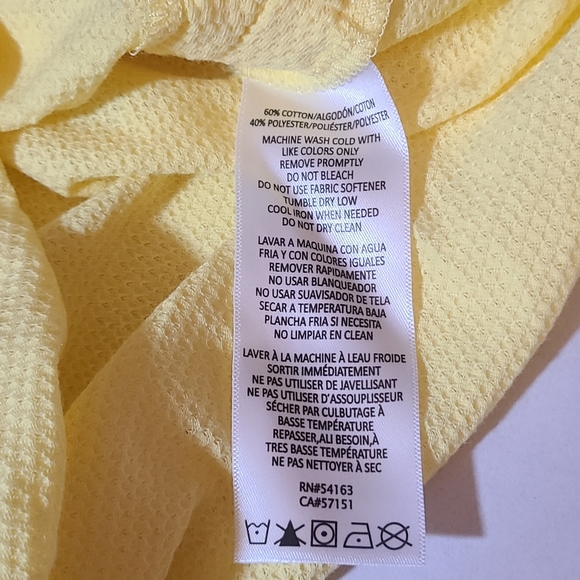 60% COTTON/ALGODÓN/COTON
40% POLYESTER/POLIÉSTER/POLYESTER
MACHINE WASH COLD WITH
LIKE COLORS ONLY
REMOVE PROMPTLY
DO NOT BLEACH
DO NOT USE FABRIC SOFTENER
TUMBLE DRY LOW
COOL IRON WHEN NEEDED
DO NOT DRY CLEAN
LAVAR A MAQUINA CON AGUA
FRIA Y CON COLORES IGUALES
REMOVER RAPIDAMENTE
NO USAR BLANQUEADOR
NO USAR SUAVISADOR DE TELA
SECAR A TEMPERATURA BAJA
PLANCHA FRIA SI NECESITA
NO LIMPIAR EN CLEAN
LAVER À LA MACHINE À LEAU FROIDE
SORTIR IMMÉDIATEMENT
NE PAS UTILISER DE JAVELLISANT
NE PAS UTILISER D'ASSOUPLISSEUR
SÉCHER PAR CULBUTAGE À
BASSE TEMPÉRATURE
REPASSER,ALI BESOIN,À
TRES BASSE TEMPÉRATURE
NE PAS NETTOYER À SEC
RN#54163
CA#57151